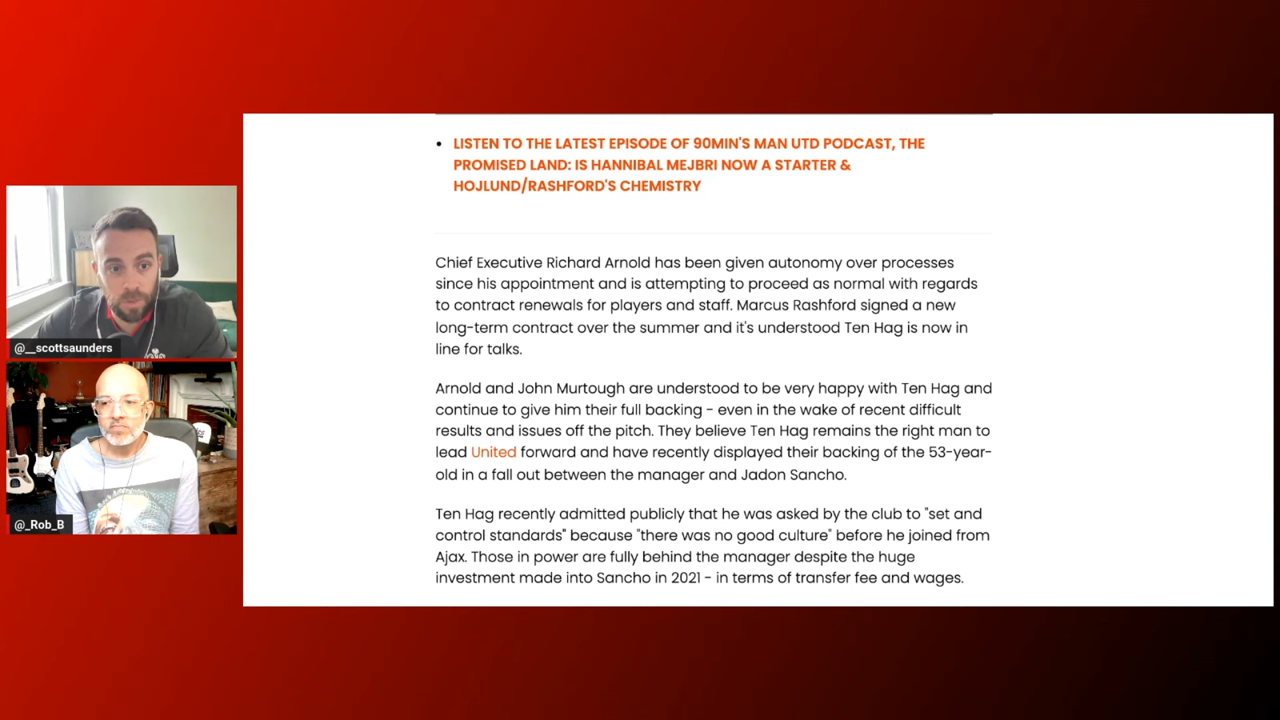 LISTEN TO THE LATEST EPISODE OF 90MIN'S MAN UTD PODCAST, THE
PROMISED LAND: IS HANNIBAL MEJBRI NOW A STARTER &
HOJLUND/RASHFORD'S CHEMISTRY
Chief Executive Richard Arnold has been given autonomy over processes
since his appointment and is attempting to proceed as normal with regards
to contract renewals for players and staff. Marcus Rashford signed a new
long-term contract over the summer and it's understood Ten Hag is now in
line for talks.
Arnold and John Murtough are understood to be very happy with Ten Hag and
continue to give him their full backing - even in the wake of recent difficult
results and issues off the pitch. They believe Ten Hag remains the right man to
lead United forward and have recently displayed their backing of the 53-year-
old in a fall out between the manager and Jadon Sancho.
Ten Hag recently admitted publicly that he was asked by the club to "set and
control standards" because "there was no good culture" before he joined from
Ajax. Those in power are fully behind the manager despite the huge
investment made into Sancho in 2021 - in terms of transfer fee and wages.
@__scottsaunders
@_Rob_B